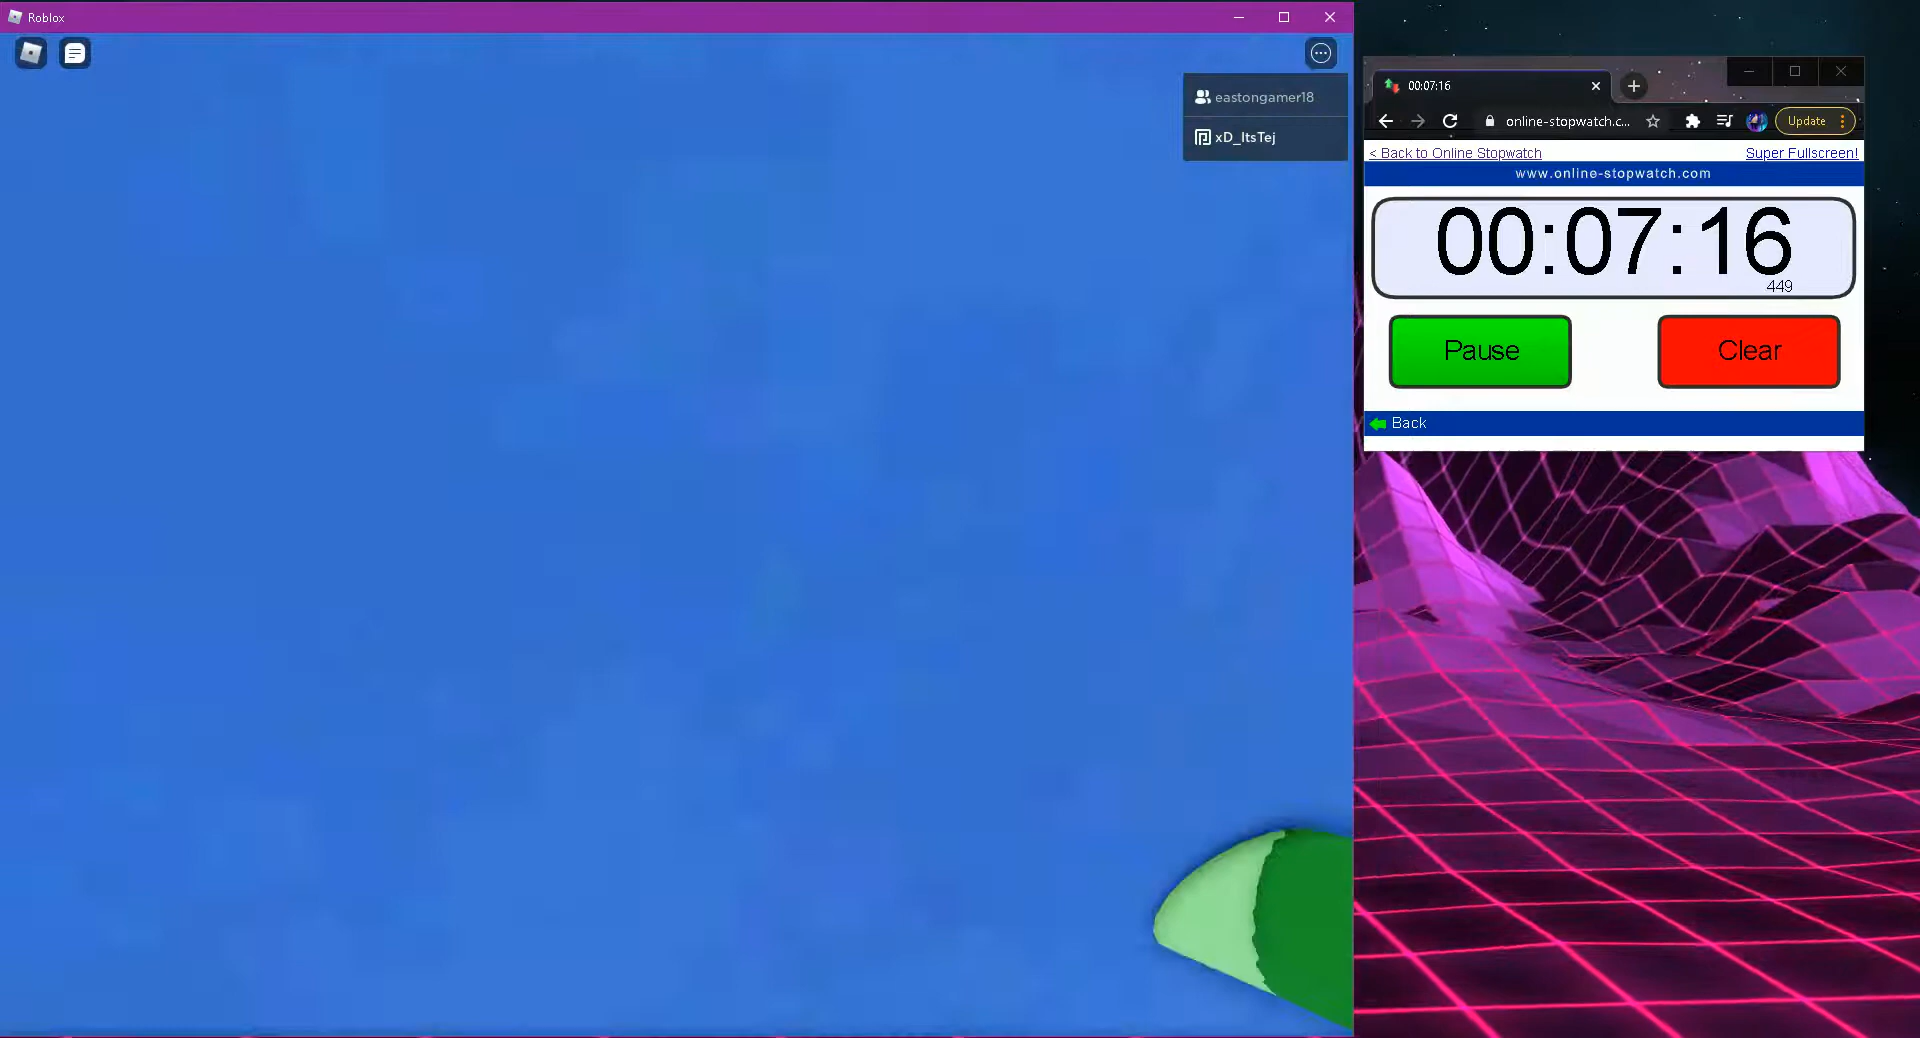 Roblox
eastongamer18
xD_ItsTej
00:07:16
online-stopwatch.c...
Update
< Back to Online Stopwatch
Super Fullscreen!
www.online-stopwatch.com
00:07:16
449
Pause
Clear
Back